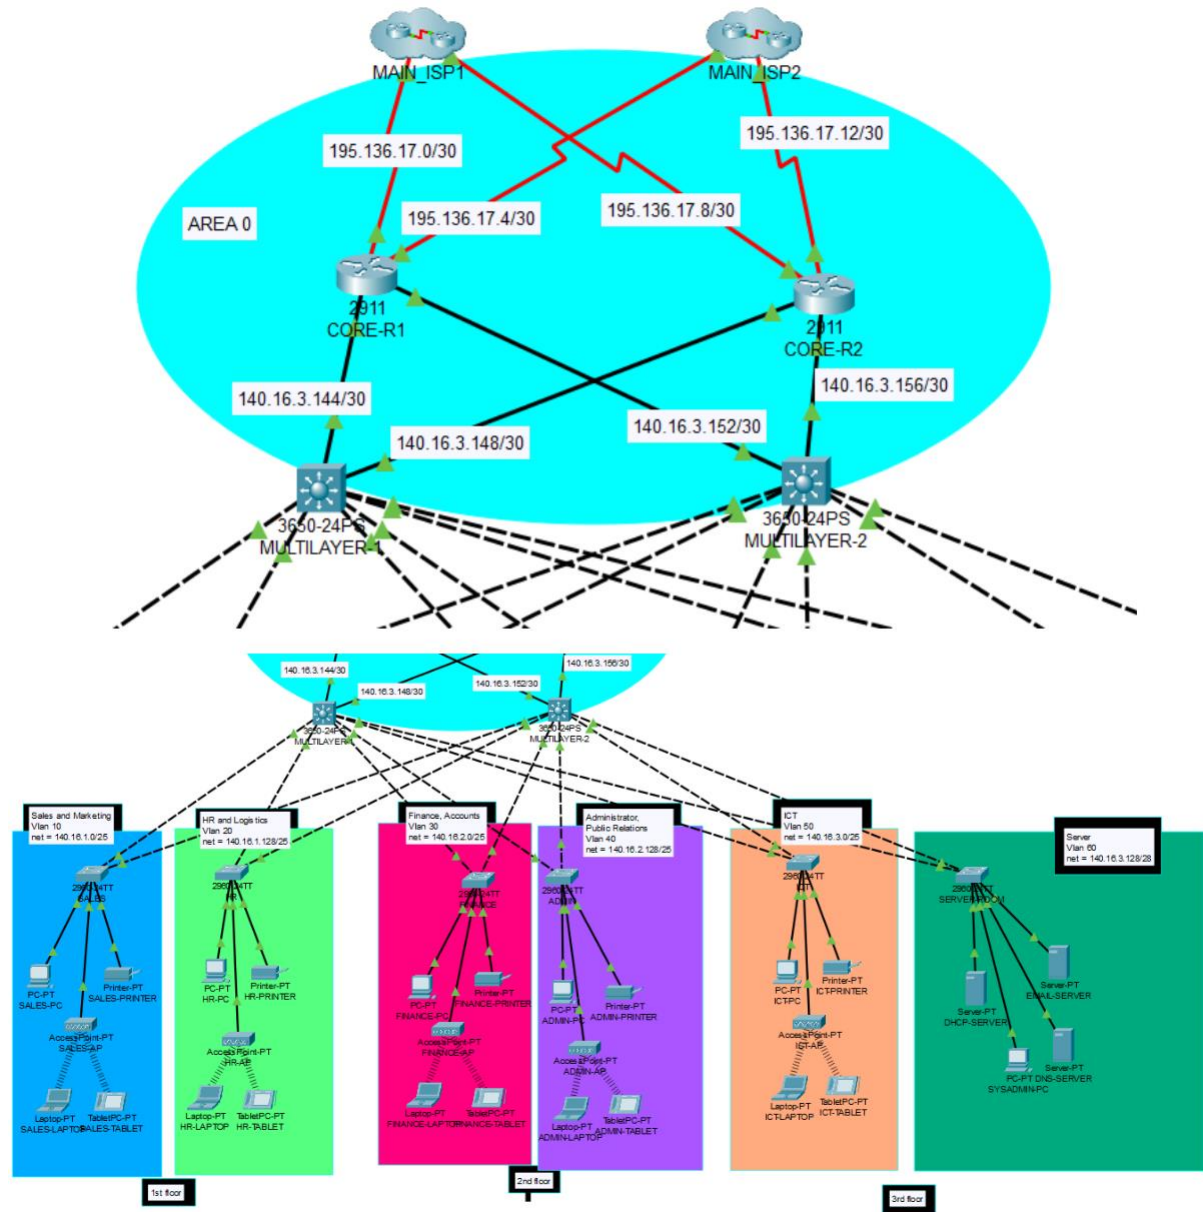 MAIN_ISP1
MAIN_ISP2
195.136.17.0/30
195.136.17.12/30
195.136.17.4/30
195.136.17.8/30
AREA 0
2911
CORE-R1
2911
CORE-R2
140.16.3.144/30
140.16.3.156/30
140.16.3.148/30
140.16.3.152/30
3650-24PS
MULTILAYER-1
3650-24PS
MULTILAYER-2
140.16.3.144/30
140.16.3.156/30
140.16.3.148/30
140.16.3.152/30
3650-24PS
MULTILAYER-1
3650-24PS
MULTILAYER-2
Sales and Marketing
Vlan 10
net = 140.16.1.0/25
HR and Logistics
Vlan 20
net = 140.16.1.128/25
Finance, Accounts
Vlan 30
net = 140.16.2.0/25
Administrator,
Public Relations
Vlan 40
net = 140.16.2.128/25
ICT
Vlan 50
net = 140.16.3.0/25
Server
Vlan 60
net = 140.16.3.128/28
2960-24TT
SALES
2960-24TT
HR
2960-24TT
FINANCE
2960-24TT
ADMIN
2960-24TT
ICT
2960-24TT
SERVER-ROOM
PC-PT
SALES-PC
Printer-PT
SALES-PRINTER
AccessPoint-PT
SALES-AP
Laptop-PT
SALES-LAPTOP
TabletPC-PT
SALES-TABLET
PC-PT
HR-PC
Printer-PT
HR-PRINTER
AccessPoint-PT
HR-AP
Laptop-PT
HR-LAPTOP
TabletPC-PT
HR-TABLET
PC-PT
FINANCE-PC
Printer-PT
FINANCE-PRINTER
AccessPoint-PT
FINANCE-AP
Laptop-PT
FINANCE-LAPTOP
TabletPC-PT
FINANCE-TABLET
PC-PT
ADMIN-PC
Printer-PT
ADMIN-PRINTER
AccessPoint-PT
ADMIN-AP
Laptop-PT
ADMIN-LAPTOP
TabletPC-PT
ADMIN-TABLET
PC-PT
ICT-PC
Printer-PT
ICT-PRINTER
AccessPoint-PT
ICT-AP
Laptop-PT
ICT-LAPTOP
TabletPC-PT
ICT-TABLET
Server-PT
EMAIL-SERVER
Server-PT
DHCP-SERVER
PC-PT
SYSADMIN-PC
Server-PT
DNS-SERVER
1st floor
2nd floor
3rd floor